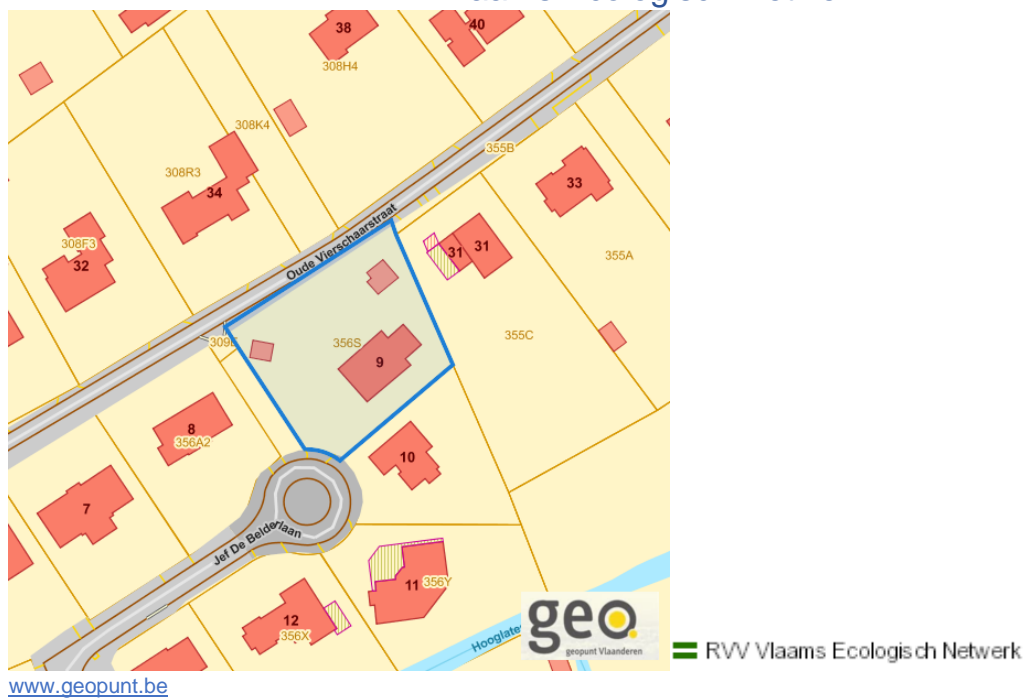 38
40
308H4
308K4
355B
308R3
34
33
Oude Vierschaarstraat
308F3
32
31
31
355A
309
356S
355C
9
8
356A2
10
7
Jef De Belderlaan
11
356Y
12
356X
Hooglate
geo.
geopunt Vlaanderen
RVV Vlaams Ecologisch Netwerk
www.geopunt.be